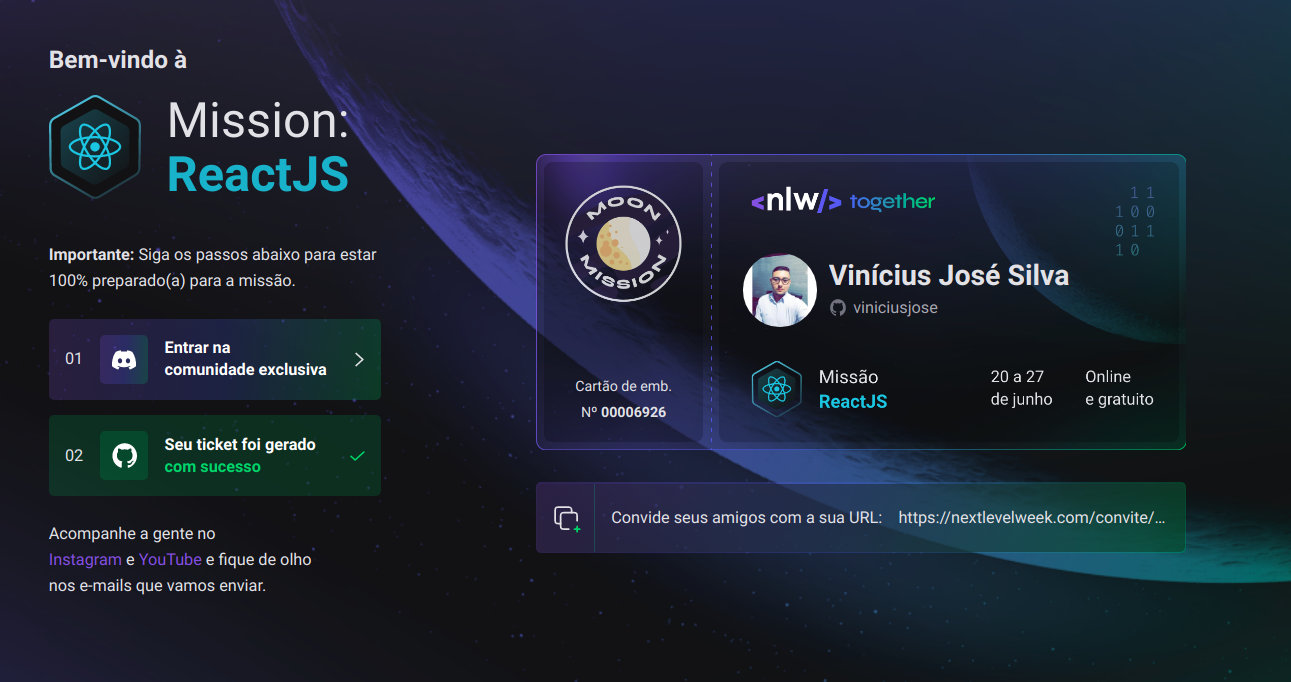 Bem-vindo à
Mission:
ReactJS
Importante: Siga os passos abaixo para estar
100% preparado(a) para a missão.
01
Entrar na
comunidade exclusiva
02
Seu ticket foi gerado
com sucesso
Acompanhe a gente no
Instagram e YouTube e fique de olho
nos e-mails que vamos enviar.
MOON
MISSION
Cartão de emb.
Nº 00006926
<nlw/> together
1 1
1 0 0
0 1 1
1 0
Vinícius José Silva
viniciusjose
Missão
ReactJS
20 a 27
de junho
Online
e gratuito
Convide seus amigos com a sua URL: https://nextlevelweek.com/convite/...